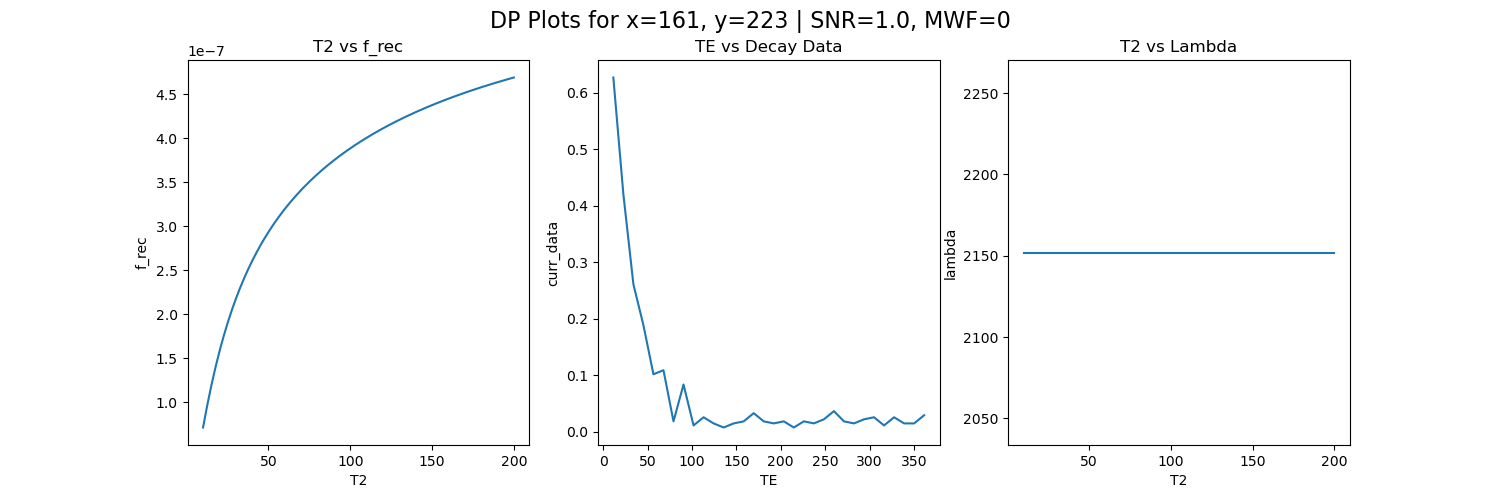 DP Plots for x=161, y=223 | SNR=1.0, MWF=0
T2 vs f_rec
1e−7
4.5
4.0
3.5
3.0
2.5
2.0
1.5
1.0
f_rec
50 100 150 200
T2
TE vs Decay Data
0.6
0.5
0.4
0.3
0.2
0.1
0.0
curr_data
0 50 100 150 200 250 300 350
TE
T2 vs Lambda
2250
2200
2150
2100
2050
lambda
50 100 150 200
T2